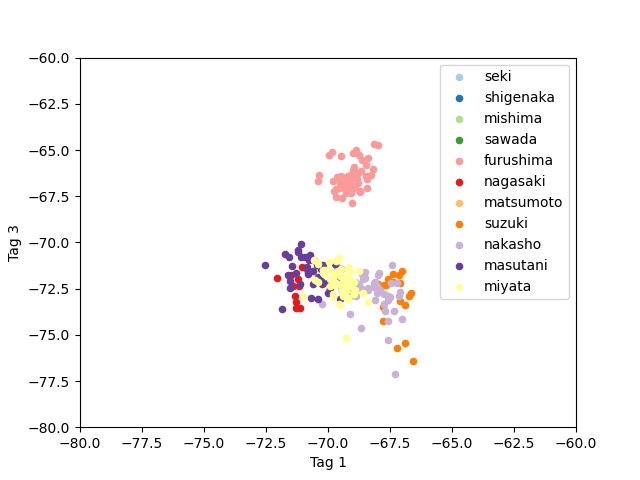 −60.0
−62.5
−65.0
−67.5
−70.0
−72.5
−75.0
−77.5
−80.0
Tag 3
−80.0 −77.5 −75.0 −72.5 −70.0 −67.5 −65.0 −62.5 −60.0
Tag 1
seki
shigenaka
mishima
sawada
furushima
nagasaki
matsumoto
suzuki
nakasho
masutani
miyata